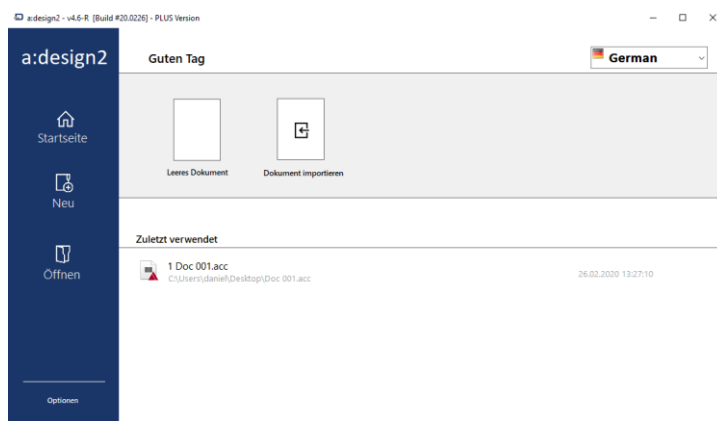 a:design2 - v4.6-R [Build #20.0226] - PLUS Version
a:design2
Guten Tag
German
Startseite
Neu
Öffnen
Optionen
Leeres Dokument
Dokument importieren
Zuletzt verwendet
1 Doc 001.acc
C:\Users\daniel\Desktop\Doc 001.acc
26.02.2020 13:27:10